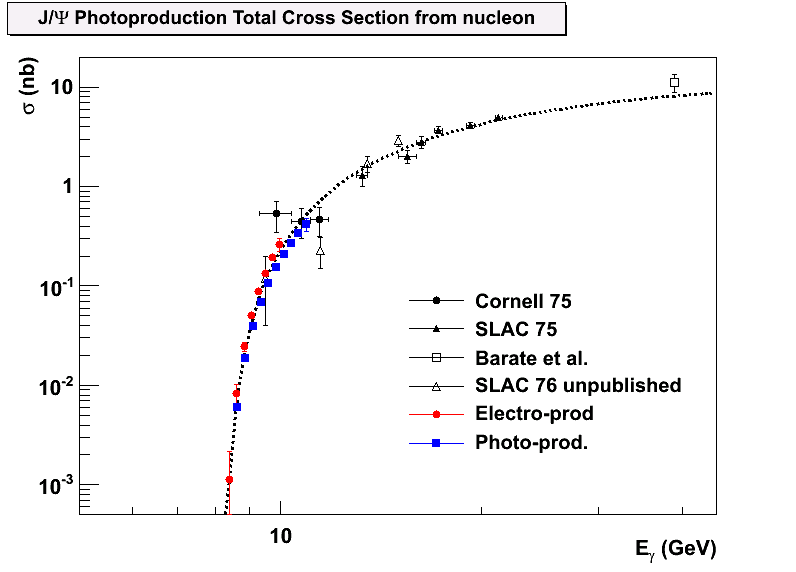 J/Ψ Photoproduction Total Cross Section from nucleon
σ (nb)
10
1
10⁻¹
10⁻²
10⁻³
Cornell 75
SLAC 75
Barate et al.
SLAC 76 unpublished
Electro-prod
Photo-prod.
10
Eᵧ (GeV)